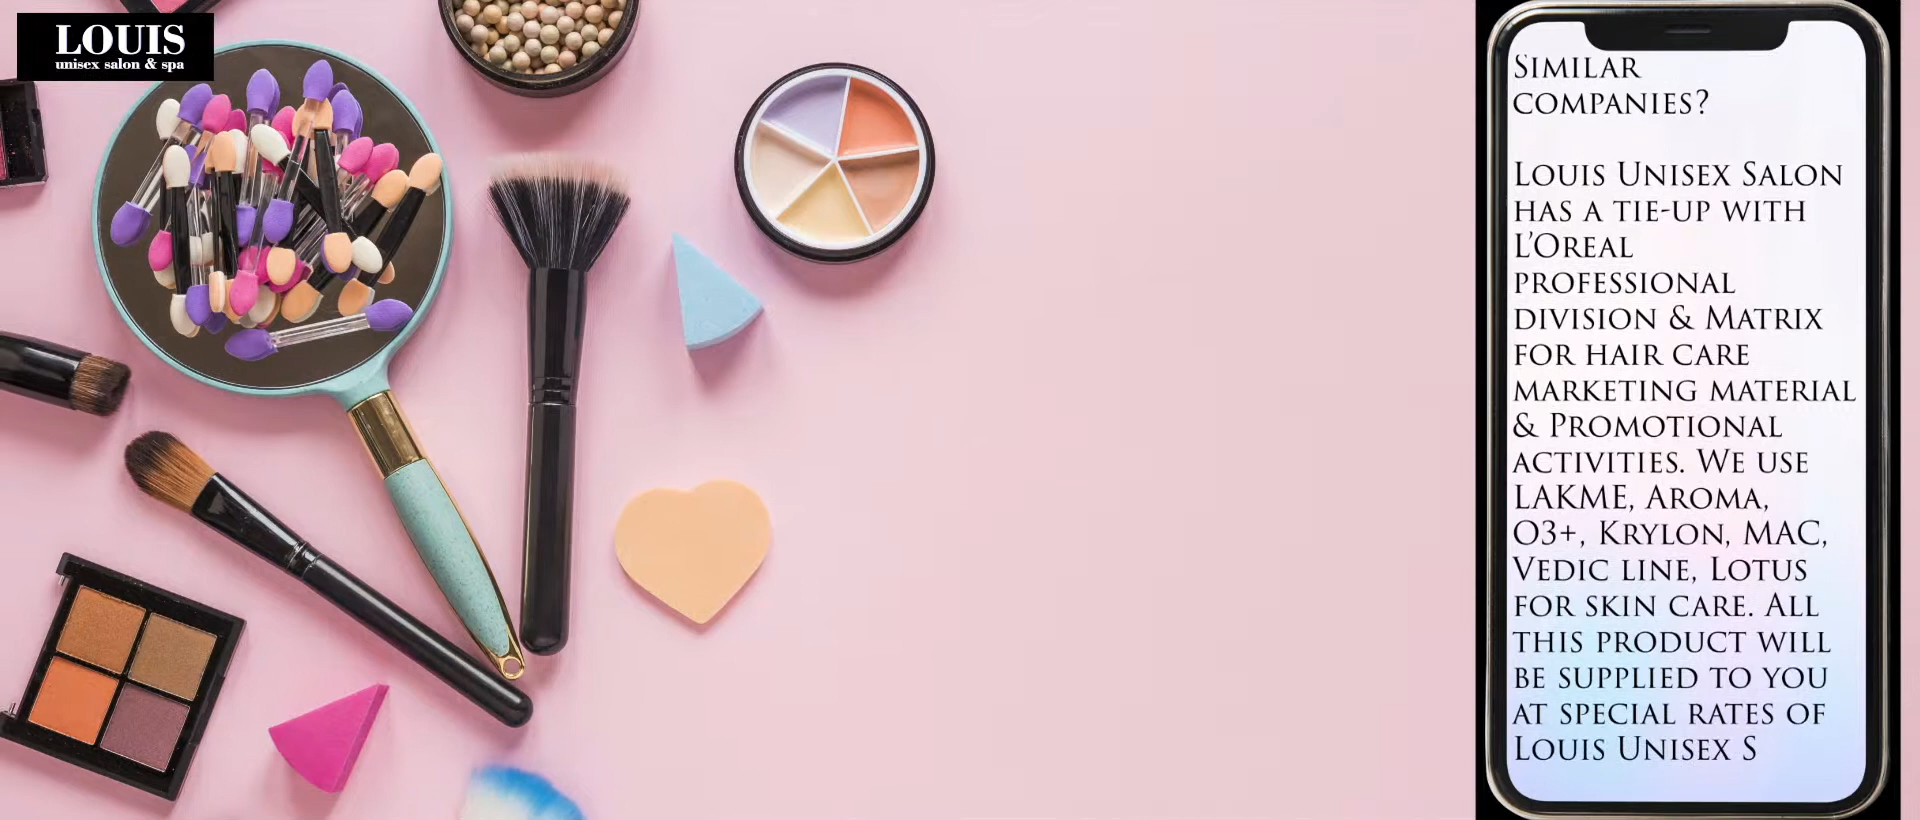 LOUIS
unisex salon & spa
Similar
companies?
Louis Unisex Salon
has a tie-up with
L'Oreal
professional
division & Matrix
for hair care
marketing material
& Promotional
activities. We use
LAKME, Aroma,
O3+, Krylon, MAC,
Vedic line, Lotus
for skin care. All
this product will
be supplied to you
at special rates of
Louis Unisex S